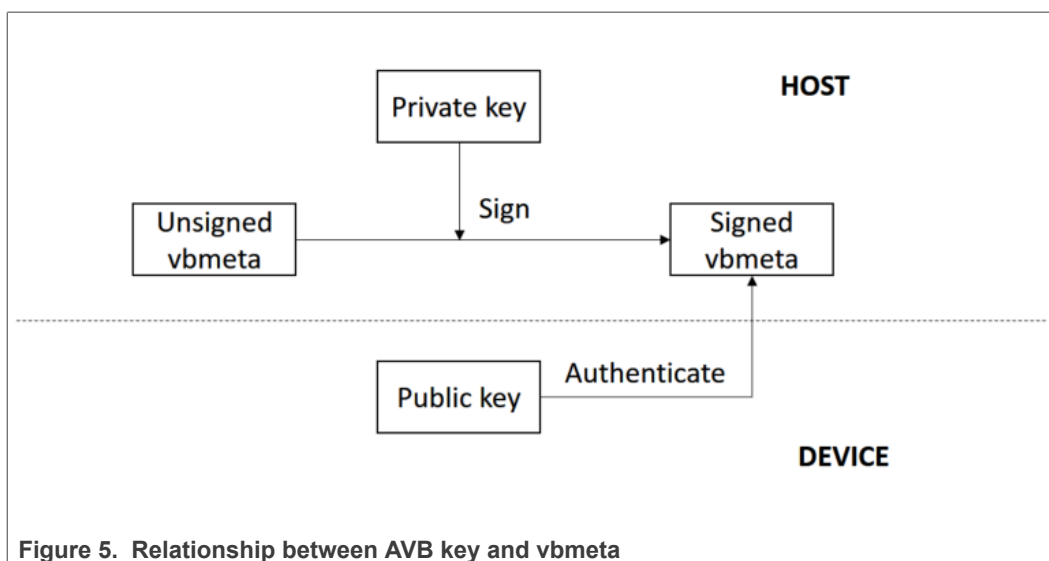 Private key
HOST
Sign
Unsigned
vbmeta
Signed
vbmeta
Public key
Authenticate
DEVICE
Figure 5. Relationship between AVB key and vbmeta